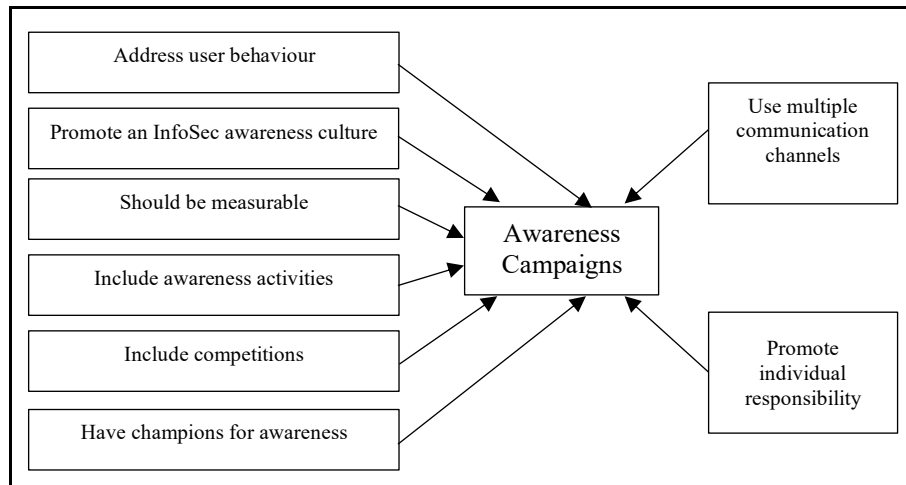 Address user behaviour
Promote an InfoSec awareness culture
Should be measurable
Include awareness activities
Include competitions
Have champions for awareness
Awareness
Campaigns
Use multiple
communication
channels
Promote
individual
responsibility